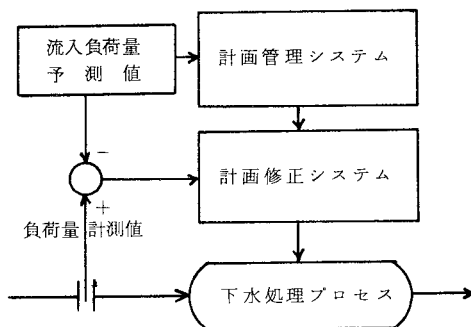 流入負荷量
予測値
計画管理システム
−
計画修正システム
+
負荷量計測値
下水処理プロセス